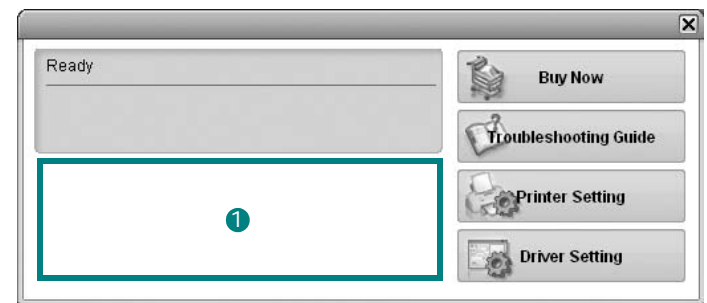 Ready
Buy Now
Troubleshooting Guide
Printer Setting
Driver Setting
1